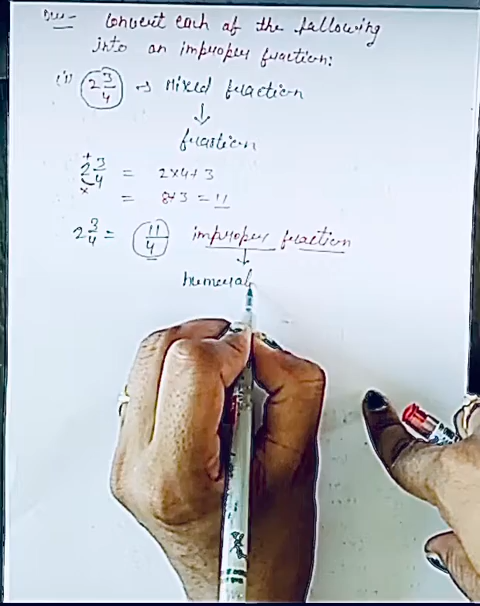 Que- Convert each of the following
into an improper fraction:
(i) 2 3/4 → Mixed fraction
↓
fraction
+
2 3/4 = 2×4+3
×
= 8+3 = 11
2 3/4 = 11/4 improper fraction
↓
numerat